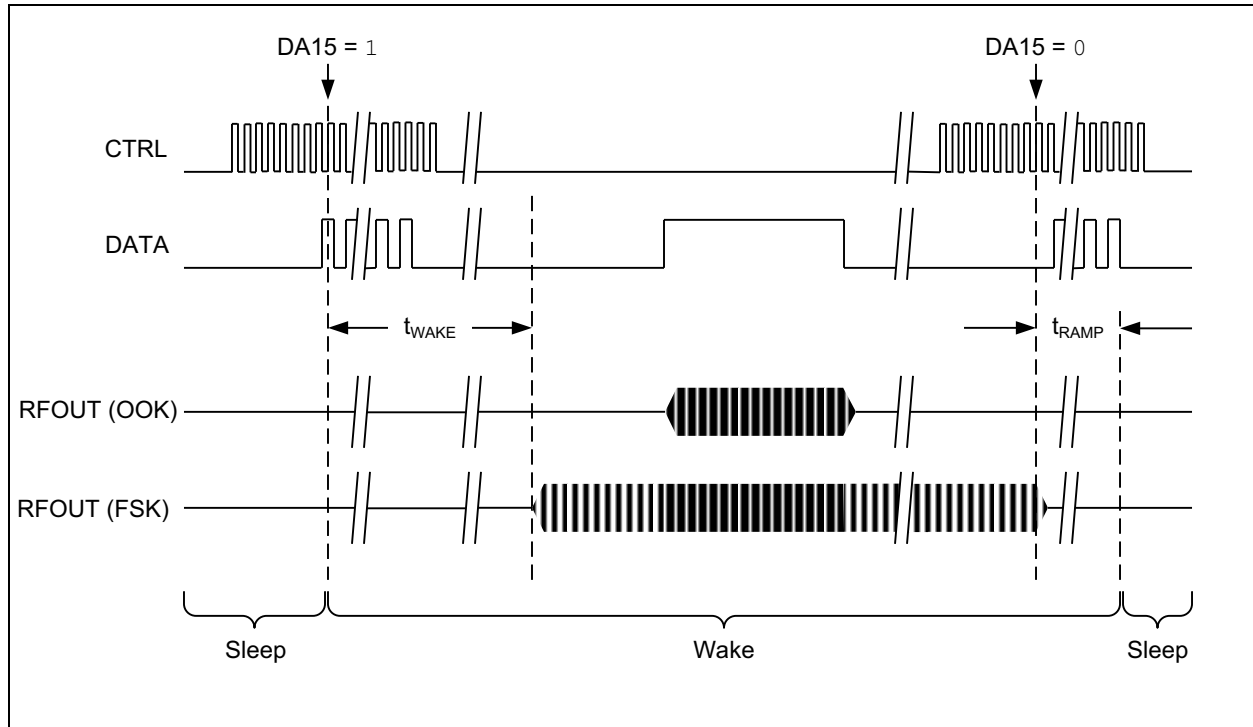 DA15 = 1
DA15 = 0
CTRL
DATA
tWAKE
tRAMP
RFOUT (OOK)
RFOUT (FSK)
Sleep
Wake
Sleep